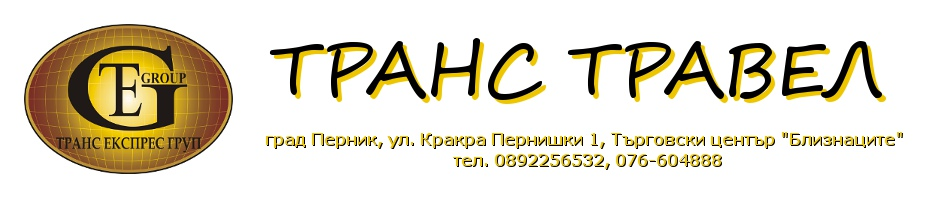 TEG GROUP
ТРАНС ЕКСПРЕС ГРУП
ТРАНС ТРАВЕЛ
град Перник, ул. Кракра Пернишки 1, Търговски център "Близнаците"
тел. 0892256532, 076-604888